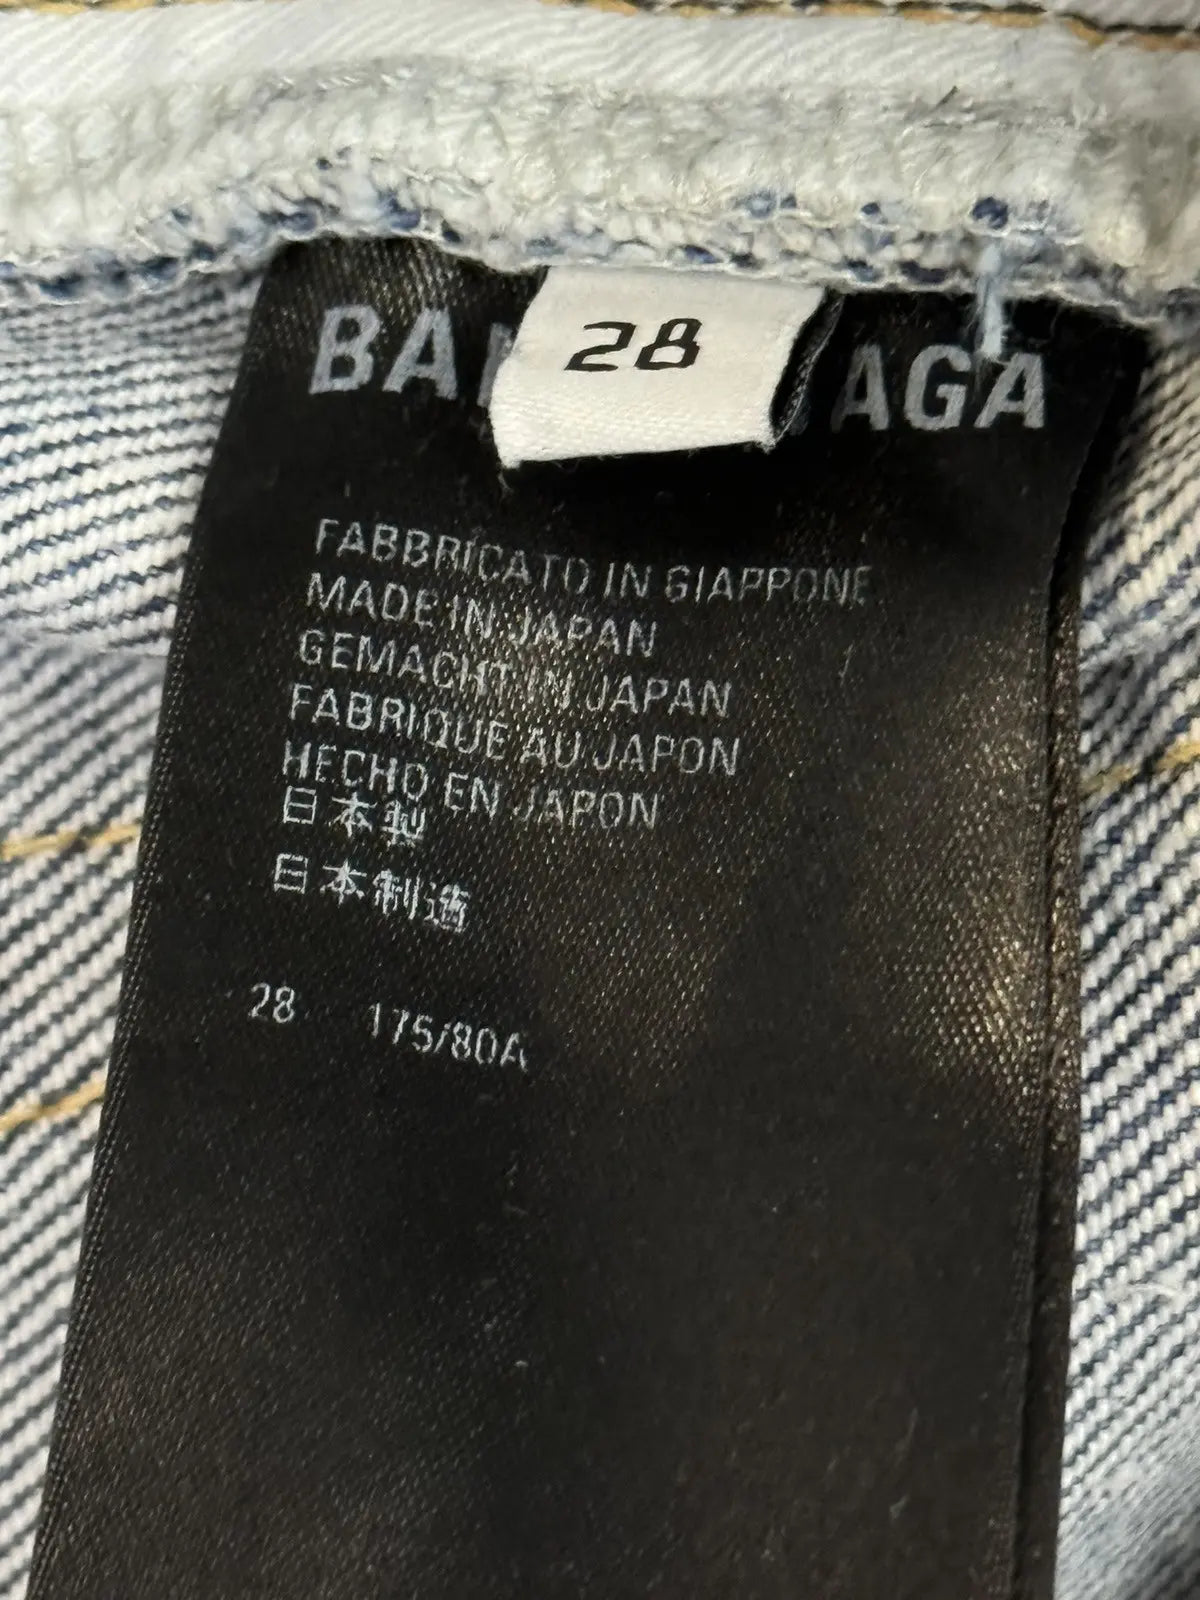 28
BA AGA
FABBRICATO IN GIAPPONE
MADE IN JAPAN
GEMACHT IN JAPAN
FABRIQUE AU JAPON
HECHO EN JAPON
日本製
日本制造
28 175/80A